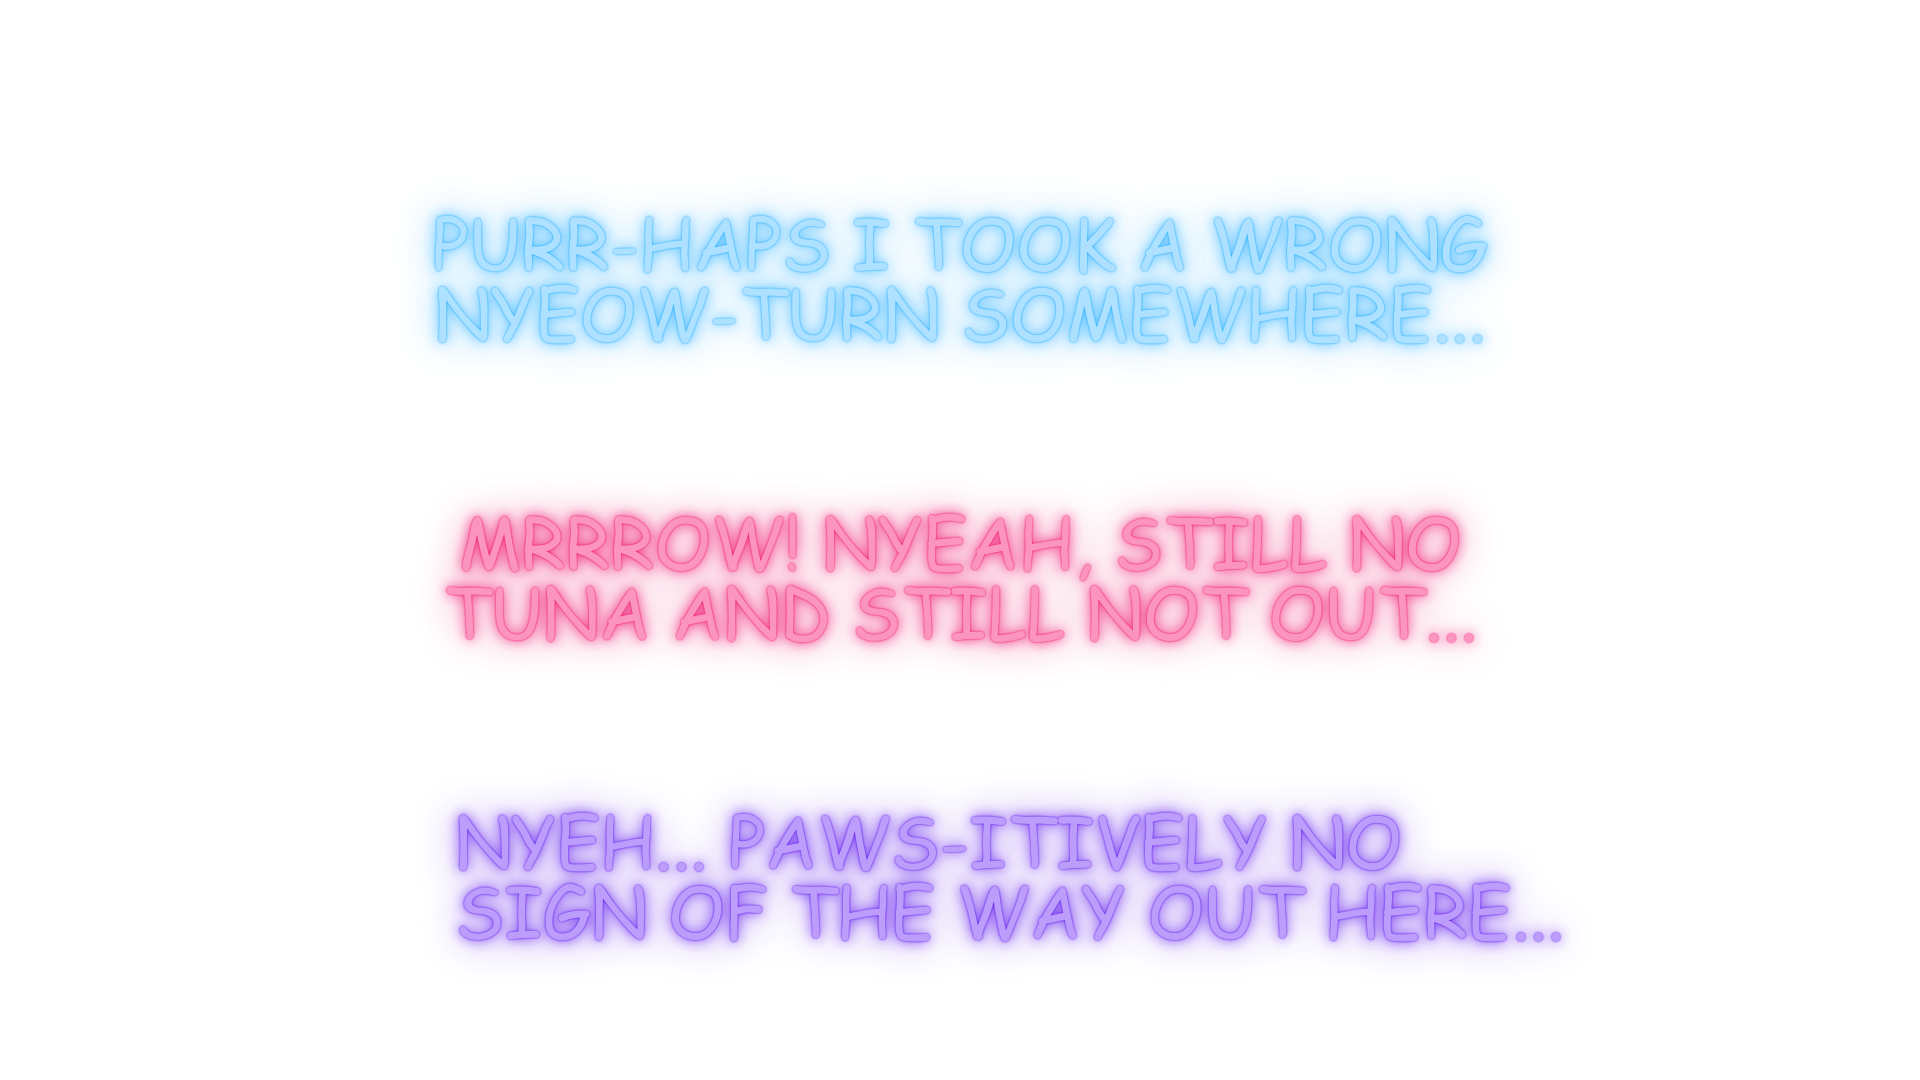 PURR-HAPS I TOOK A WRONG
NYEOW-TURN SOMEWHERE...
MRRROW! NYEAH, STILL NO
TUNA AND STILL NOT OUT...
NYEH... PAWS-ITIVELY NO
SIGN OF THE WAY OUT HERE...